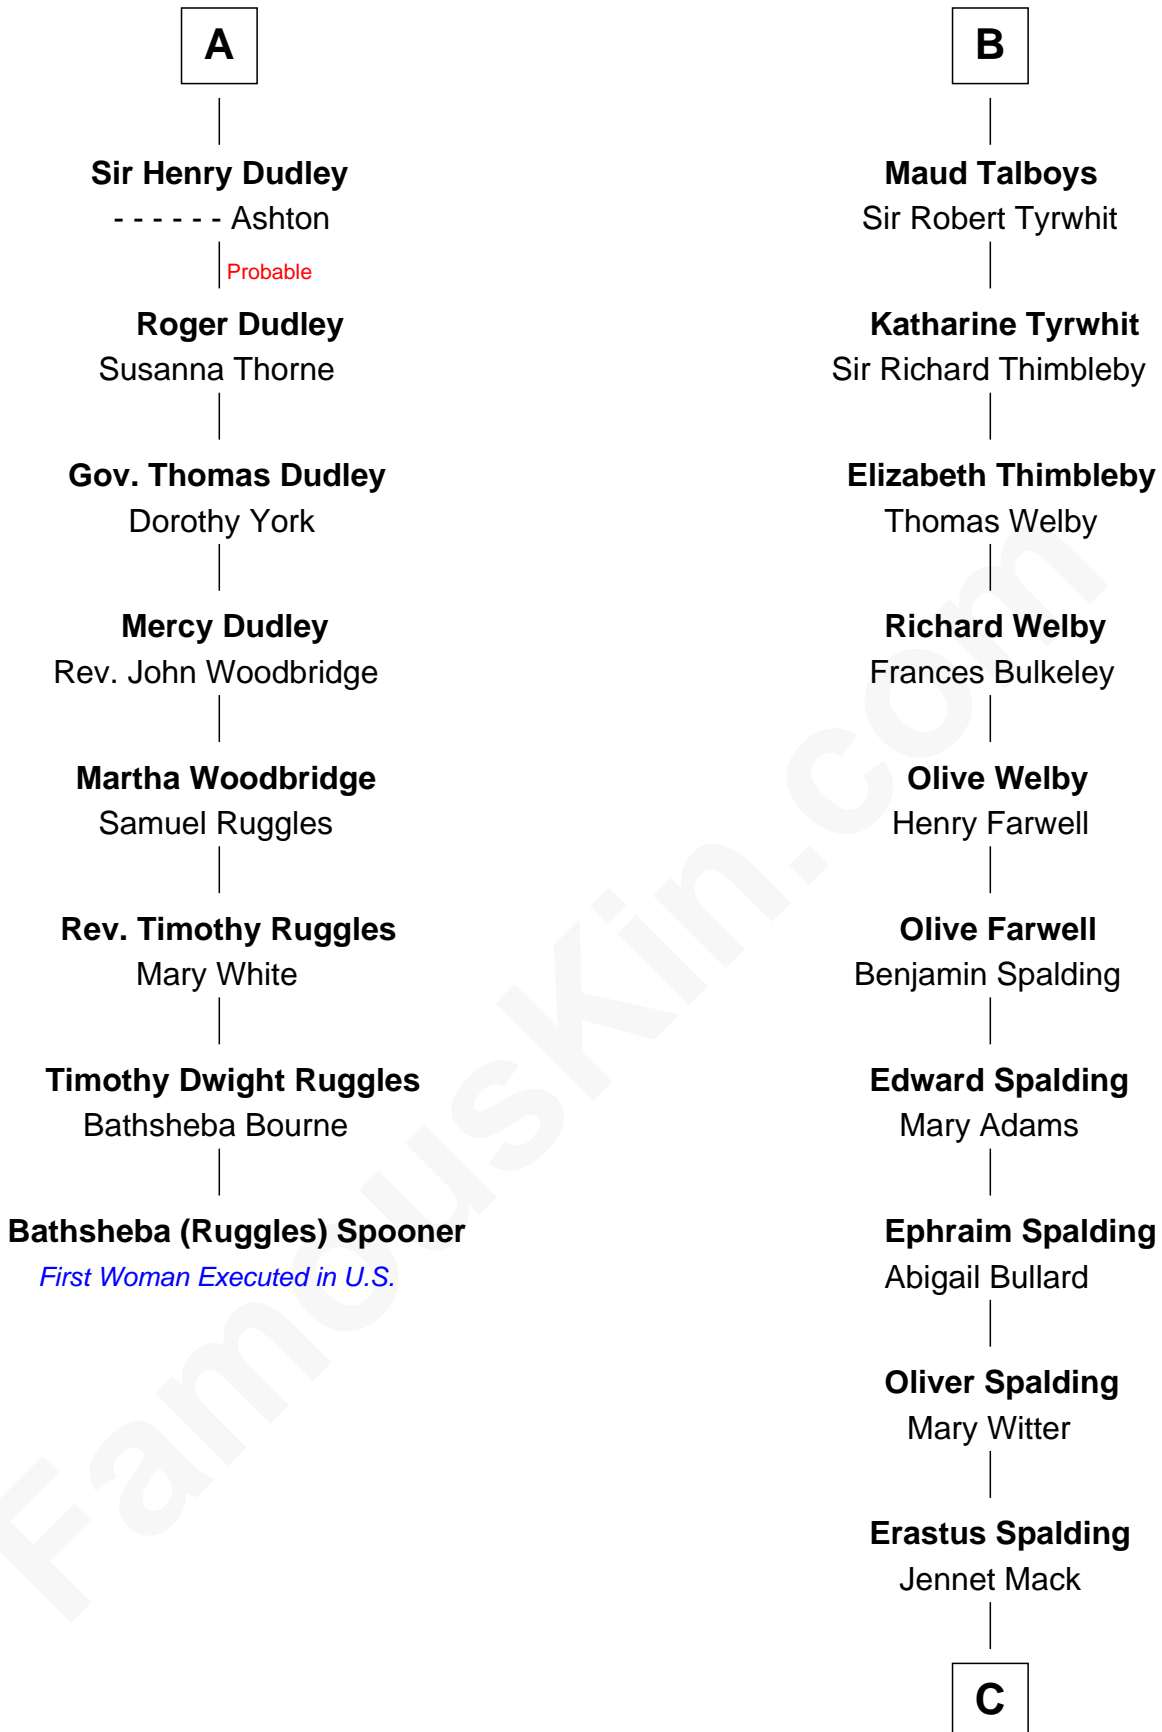 A
Sir Henry Dudley
- - - - - - Ashton
Probable
Roger Dudley
Susanna Thorne
Gov. Thomas Dudley
Dorothy York
Mercy Dudley
Rev. John Woodbridge
Martha Woodbridge
Samuel Ruggles
Rev. Timothy Ruggles
Mary White
Timothy Dwight Ruggles
Bathsheba Bourne
Bathsheba (Ruggles) Spooner
First Woman Executed in U.S.
B
Maud Talboys
Sir Robert Tyrwhit
Katharine Tyrwhit
Sir Richard Thimbleby
Elizabeth Thimbleby
Thomas Welby
Richard Welby
Frances Bulkeley
Olive Welby
Henry Farwell
Olive Farwell
Benjamin Spalding
Edward Spalding
Mary Adams
Ephraim Spalding
Abigail Bullard
Oliver Spalding
Mary Witter
Erastus Spalding
Jennet Mack
C
FamousKin.com